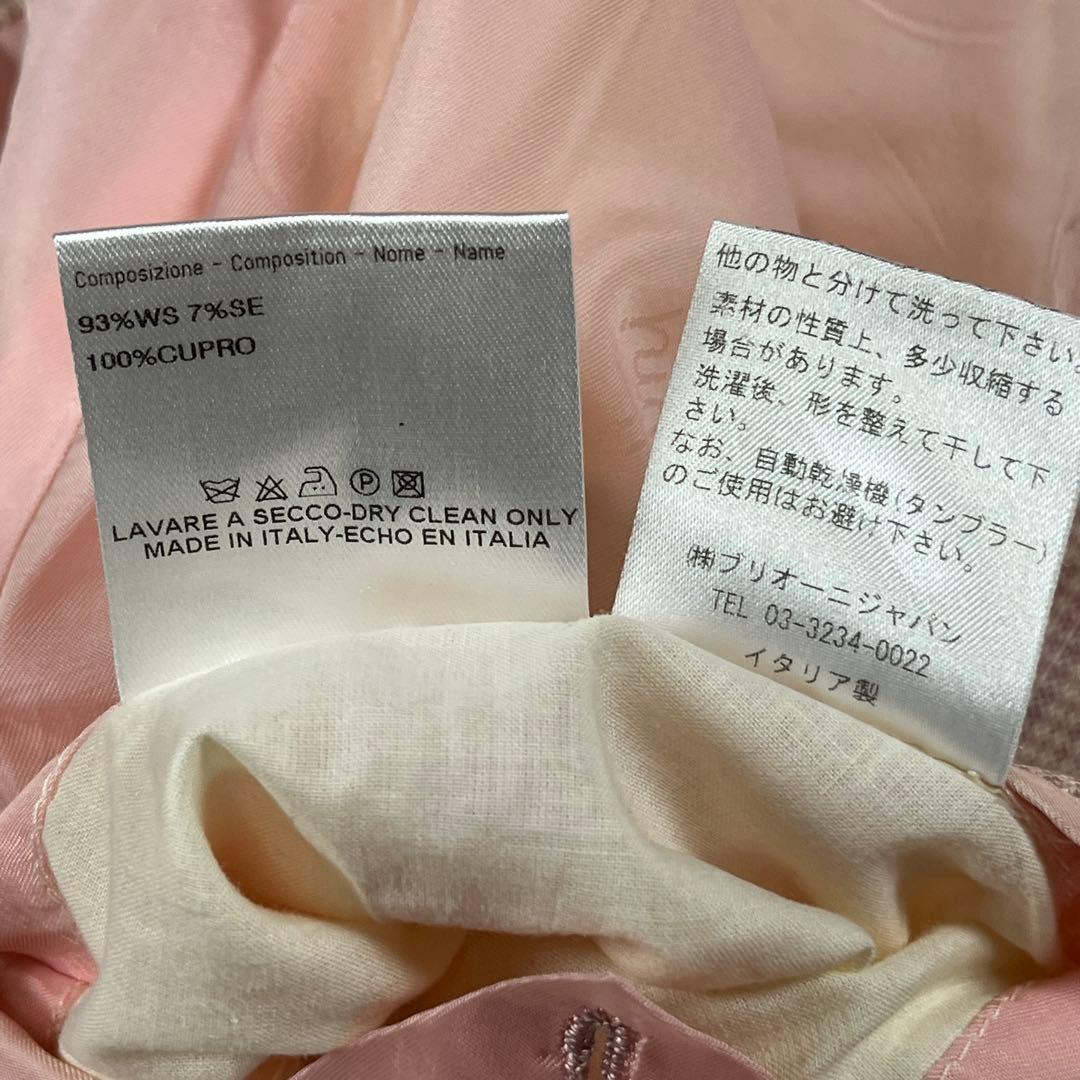 Composizione - Composition - Nome - Name
93%WS 7%SE
100%CUPRO
P
LAVARE A SECCO-DRY CLEAN ONLY
MADE IN ITALY-ECHO EN ITALIA
他の物と分けて洗って下さい。
素材の性質上、多少収縮する
場合があります。
洗濯後、形を整えて干して下
さい。
なお、自動乾燥機(タンブラー)
のご使用はお避け下さい。
㈱ブリオーニジャパン
TEL 03-3234-0022
イタリア製